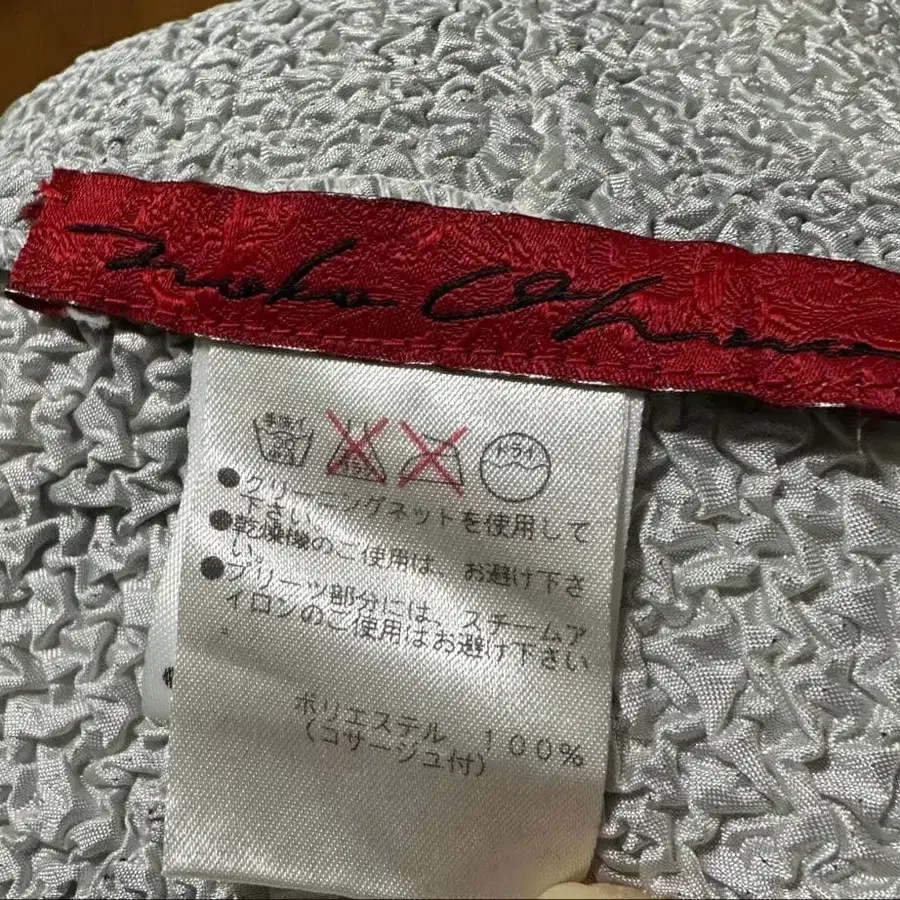 手洗イ
ドライ
●クリーニングネットを使用して
下さい。
●乾燥機のご使用は、お避け下さ
い。
●プリーツ部分には、スチームア
イロンのご使用はお避け下さい
。
ポリエステル 100%
(コサージュ付)